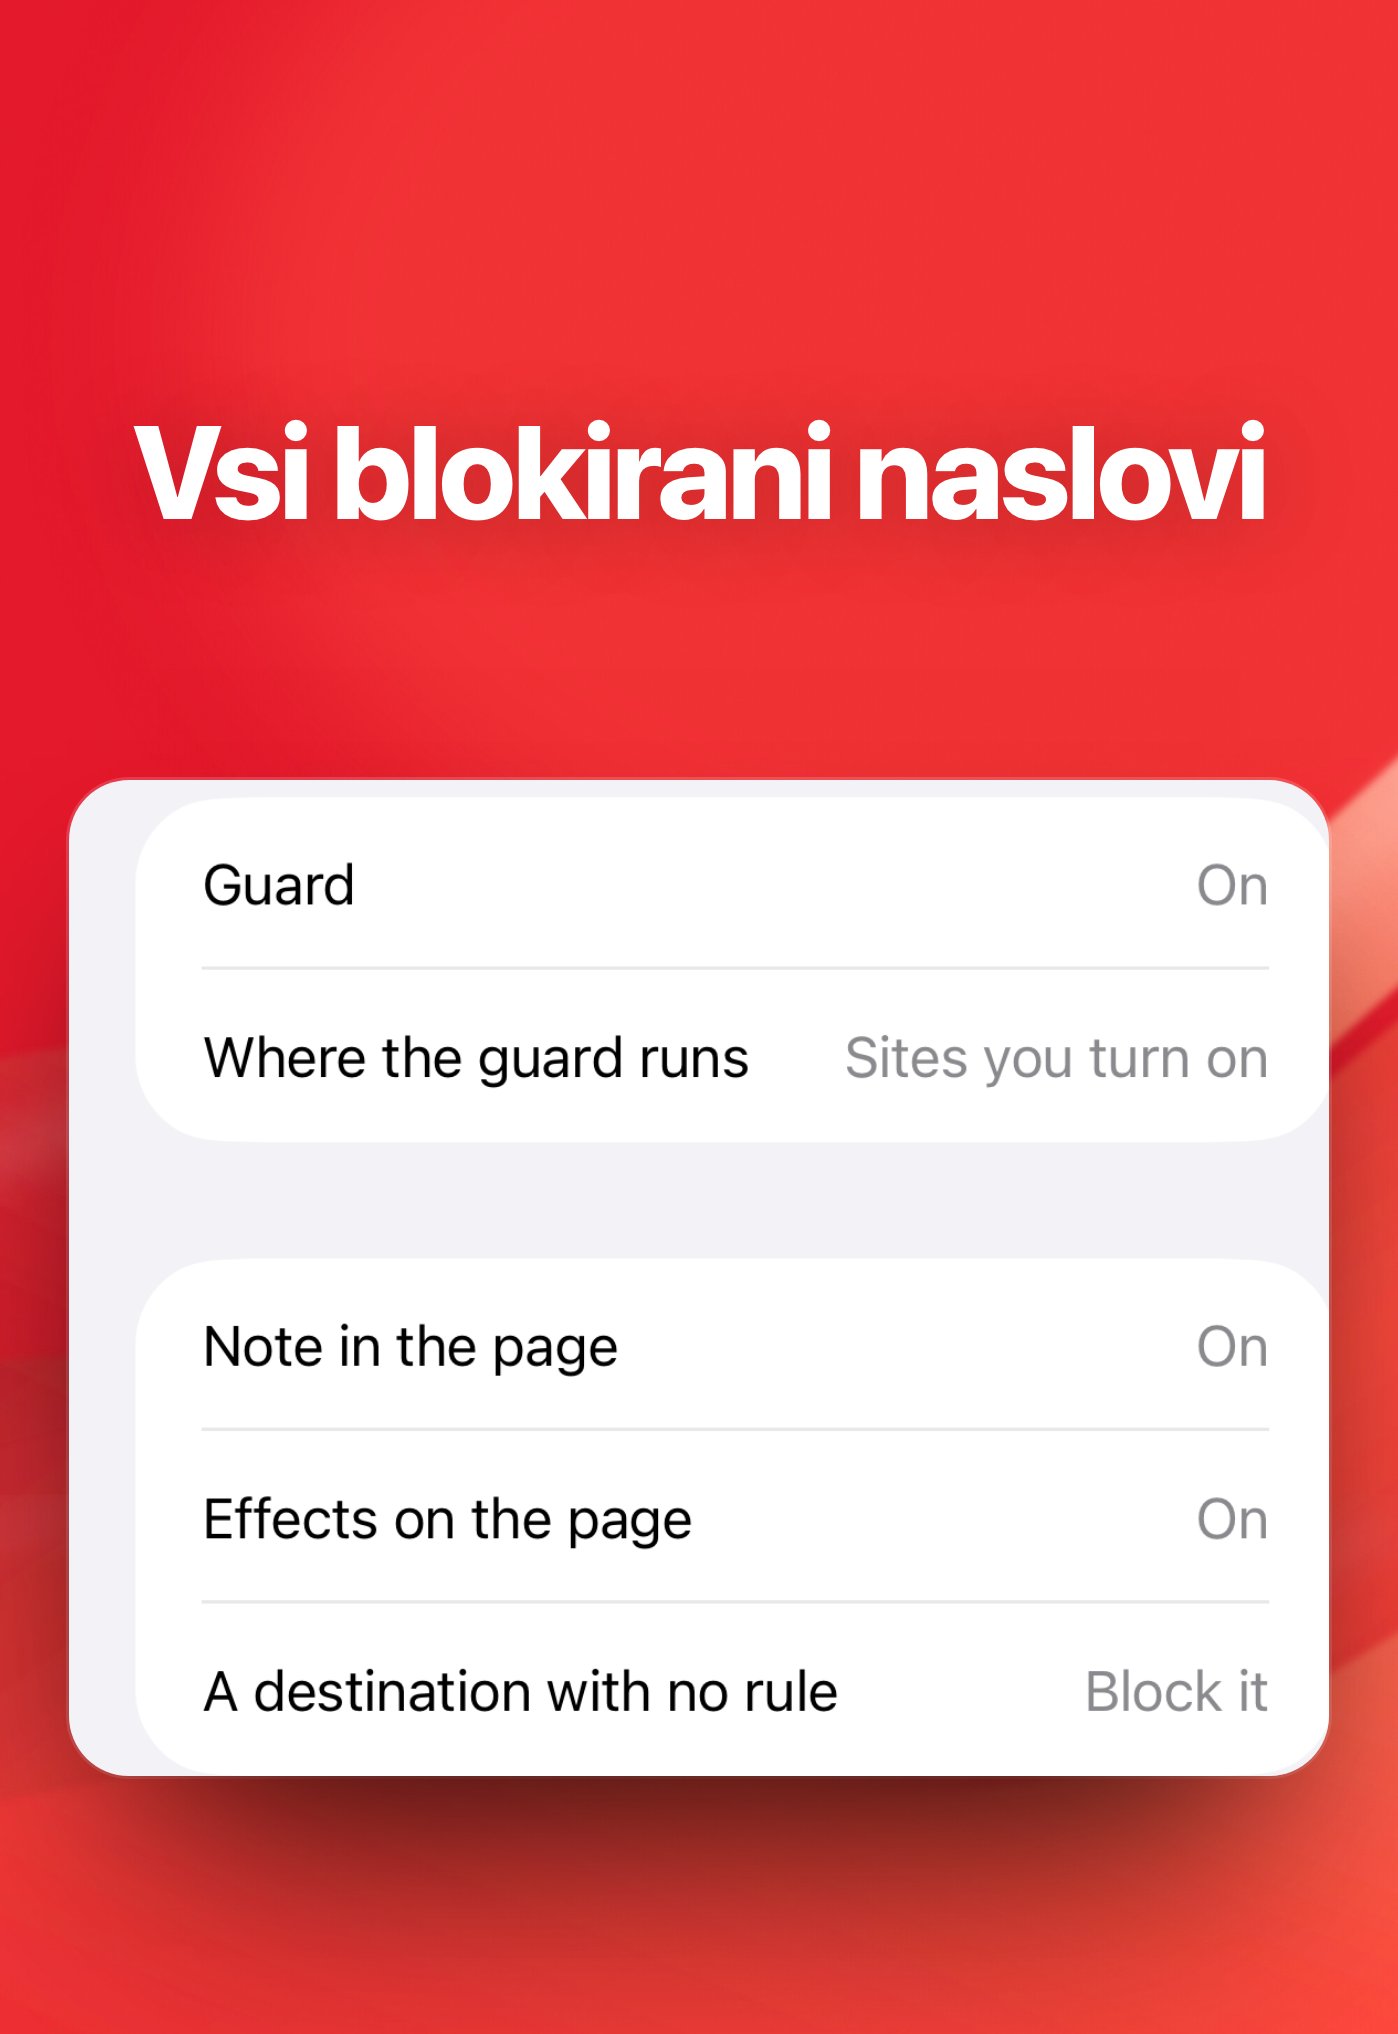 Vsi blokirani naslovi
Guard On
Where the guard runs Sites you turn on
Note in the page On
Effects on the page On
A destination with no rule Block it